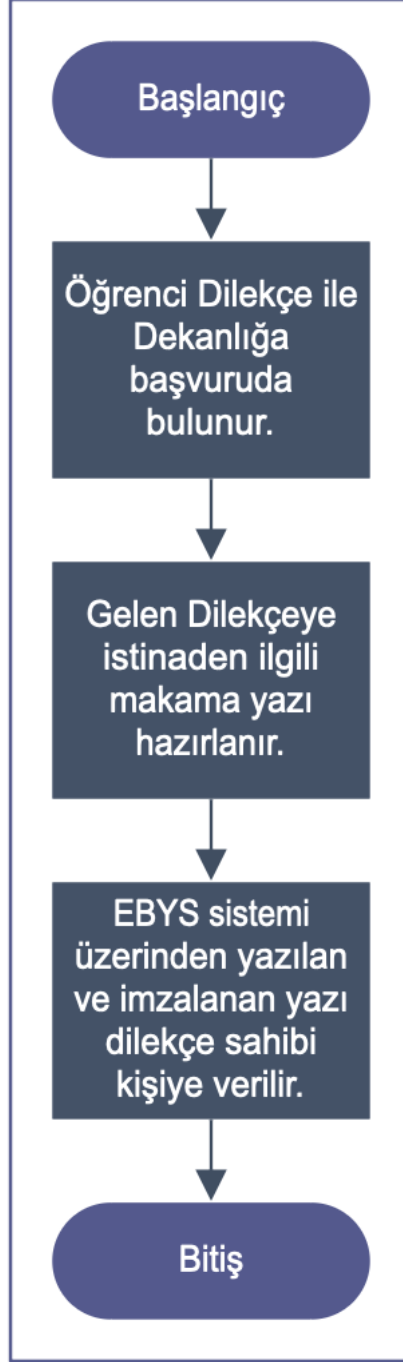 Başlangıç
Öğrenci Dilekçe ile
Dekanlığa
başvuruda
bulunur.
Gelen Dilekçeye
istinaden ilgili
makama yazı
hazırlanır.
EBYS sistemi
üzerinden yazılan
ve imzalanan yazı
dilekçe sahibi
kişiye verilir.
Bitiş